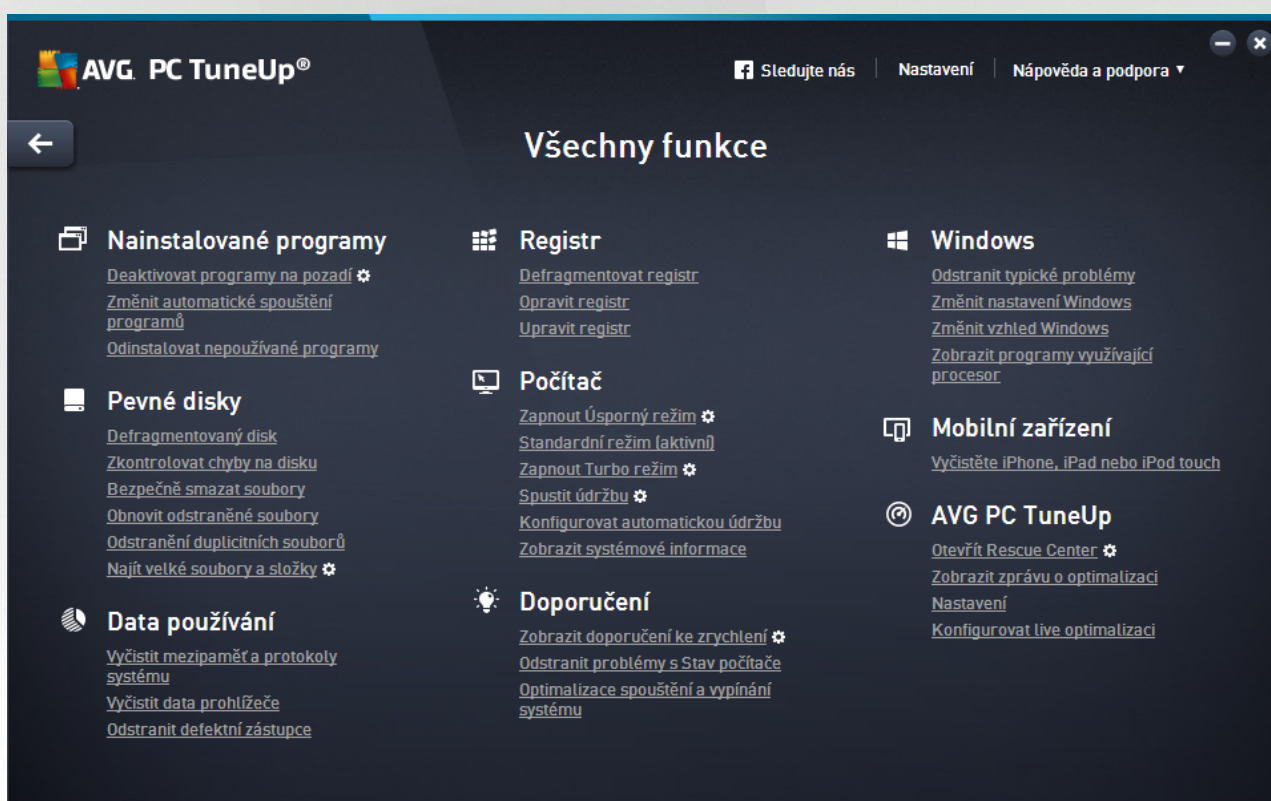 AVG. PC TuneUp®
Sledujte nás
Nastavení
Nápověda a podpora
Všechny funkce
Nainstalované programy
Deaktivovat programy na pozadí
Změnit automatické spouštění
programů
Odinstalovat nepoužívané programy
Pevné disky
Defragmentovaný disk
Zkontrolovat chyby na disku
Bezpečně smazat soubory
Obnovit odstraněné soubory
Odstranění duplicitních souborů
Najít velké soubory a složky
Data používání
Vyčistit mezipaměť a protokoly
systému
Vyčistit data prohlížeče
Odstranit defektní zástupce
Registr
Defragmentovat registr
Opravit registr
Upravit registr
Počítač
Zapnout Úsporný režim
Standardní režim (aktivní)
Zapnout Turbo režim
Spustit údržbu
Konfigurovat automatickou údržbu
Zobrazit systémové informace
Doporučení
Zobrazit doporučení ke zrychlení
Odstranit problémy s Stav počítače
Optimalizace spouštění a vypínání
systému
Windows
Odstranit typické problémy
Změnit nastavení Windows
Změnit vzhled Windows
Zobrazit programy využívající
procesor
Mobilní zařízení
Vyčistěte iPhone, iPad nebo iPod touch
AVG PC TuneUp
Otevřít Rescue Center
Zobrazit zprávu o optimalizaci
Nastavení
Konfigurovat live optimalizaci